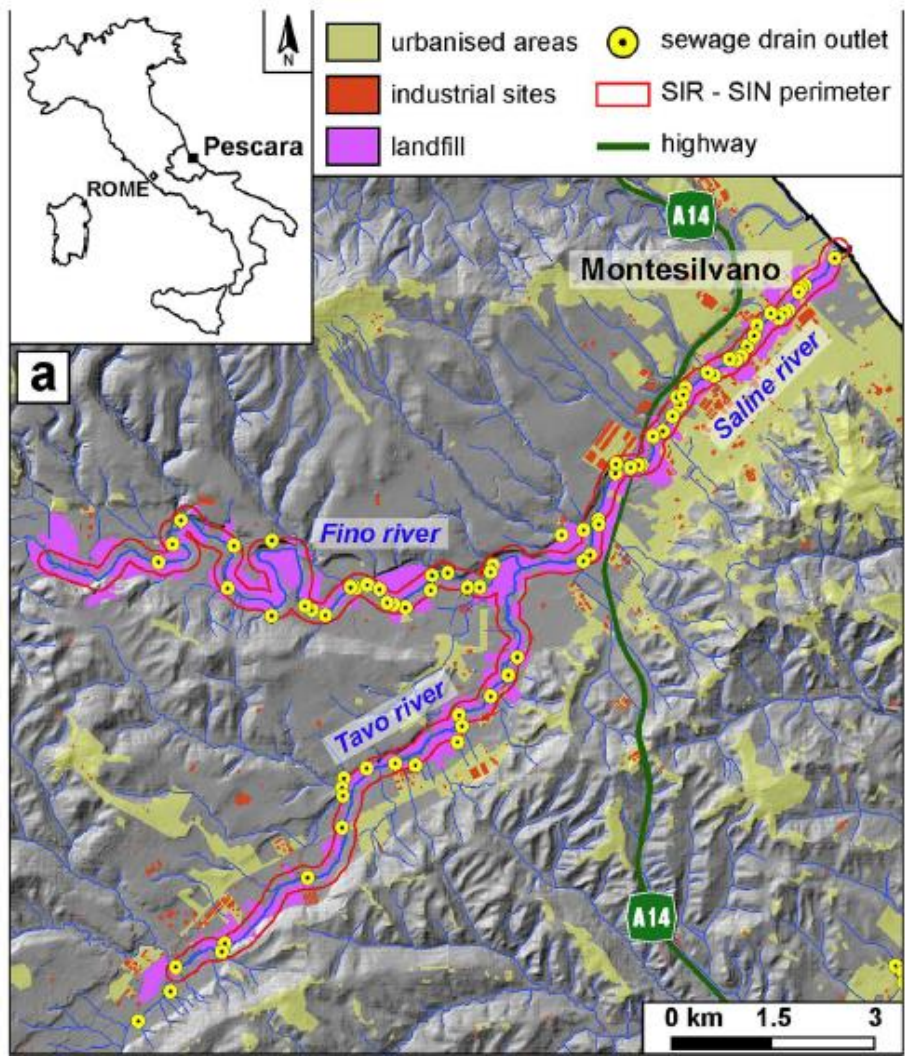 N
Pescara
ROME
urbanised areas
industrial sites
landfill
sewage drain outlet
SIR - SIN perimeter
highway
a
A14
Montesilvano
Saline river
Fino river
Tavo river
A14
0 km 1.5 3